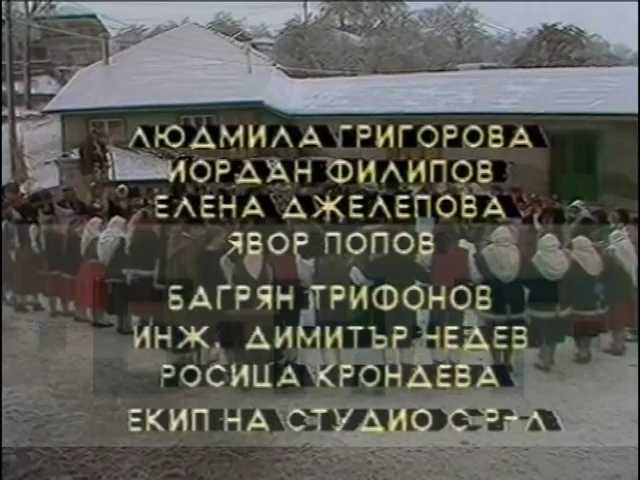 ЛЮДМИЛА ГРИГОРОВА
ЙОРДАН ФИЛИПОВ
ЕЛЕНА ДЖЕЛЕПОВА
ЯВОР ПОПОВ
БАГРЯН ТРИФОНОВ
ИНЖ. ДИМИТЪР НЕДЕВ
РОСИЦА КРОНДЕВА
ЕКИП НА СТУДИО